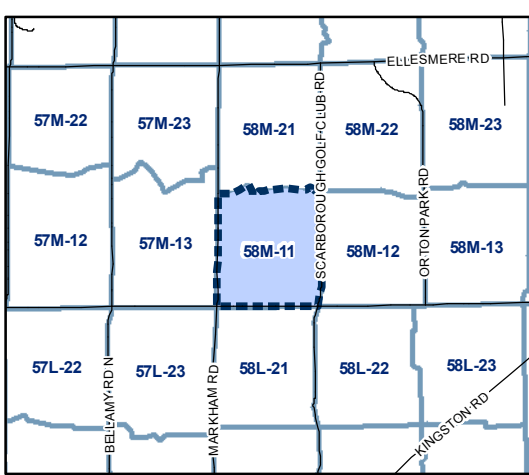 ELLESMERE RD
57M-22
57M-23
58M-21
58M-22
58M-23
SCARBOROUGH GOLF CLUB RD
ORTON PARK RD
57M-12
57M-13
58M-11
58M-12
58M-13
57L-22
57L-23
58L-21
58L-22
58L-23
BELLAMY RD N
MARKHAM RD
KINGSTON RD